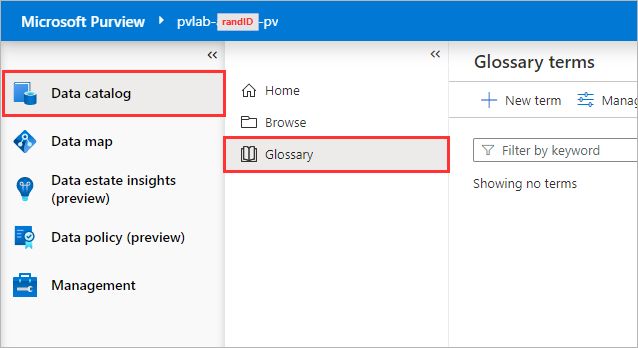 Microsoft Purview ▸ pvlab-randID-pv
Data catalog
Data map
Data estate insights
(preview)
Data policy (preview)
Management
Home
Browse
Glossary
Glossary terms
New term Manag
Filter by keyword
Showing no terms